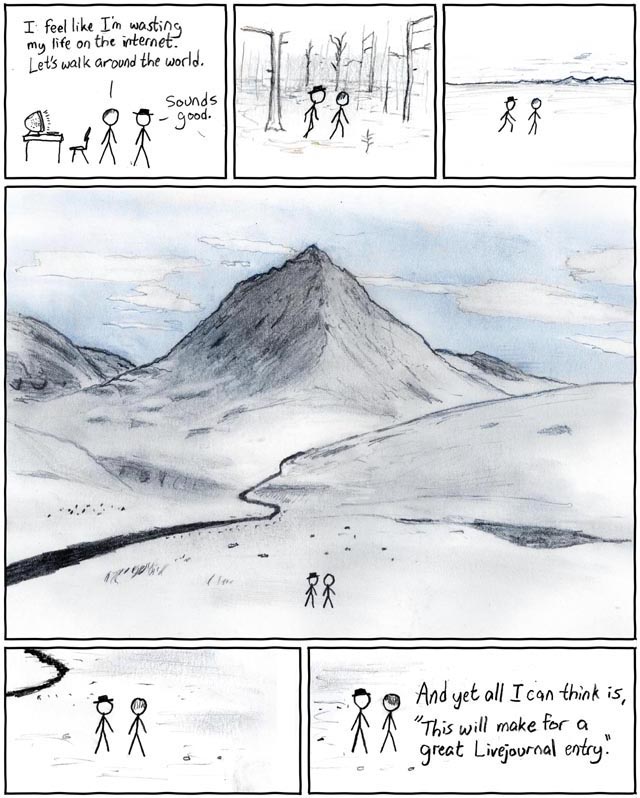 I feel like I'm wasting
my life on the internet.
Let's walk around the world.
Sounds
good.
And yet all I can think is,
"This will make for a
great Livejournal entry."